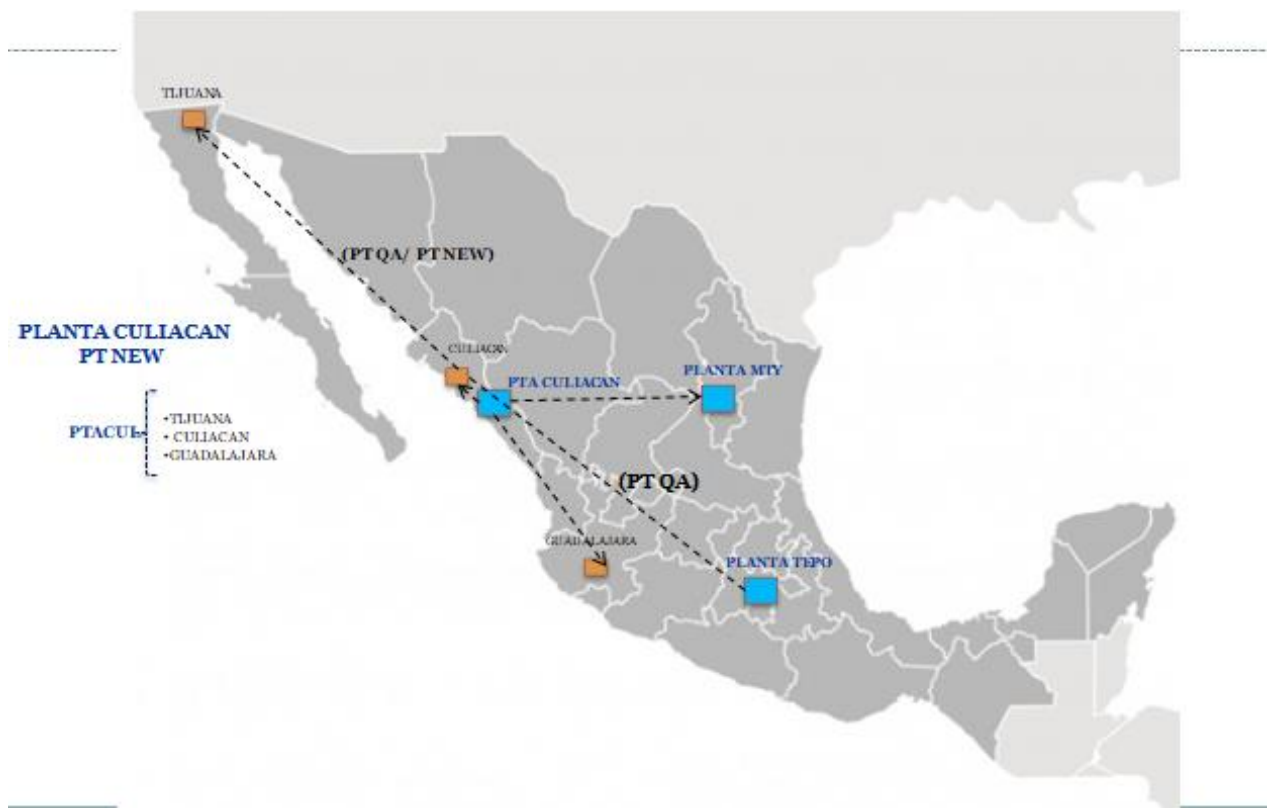 TIJUANA
(PT QA/ PT NEW)
PLANTA CULIACAN
PT NEW
CULIACAN
PTA CULIACAN
PLANTA MTY
PTACUL
•TIJUANA
• CULIACAN
•GUADALAJARA
(PT QA)
GUADALAJARA
PLANTA TEPO